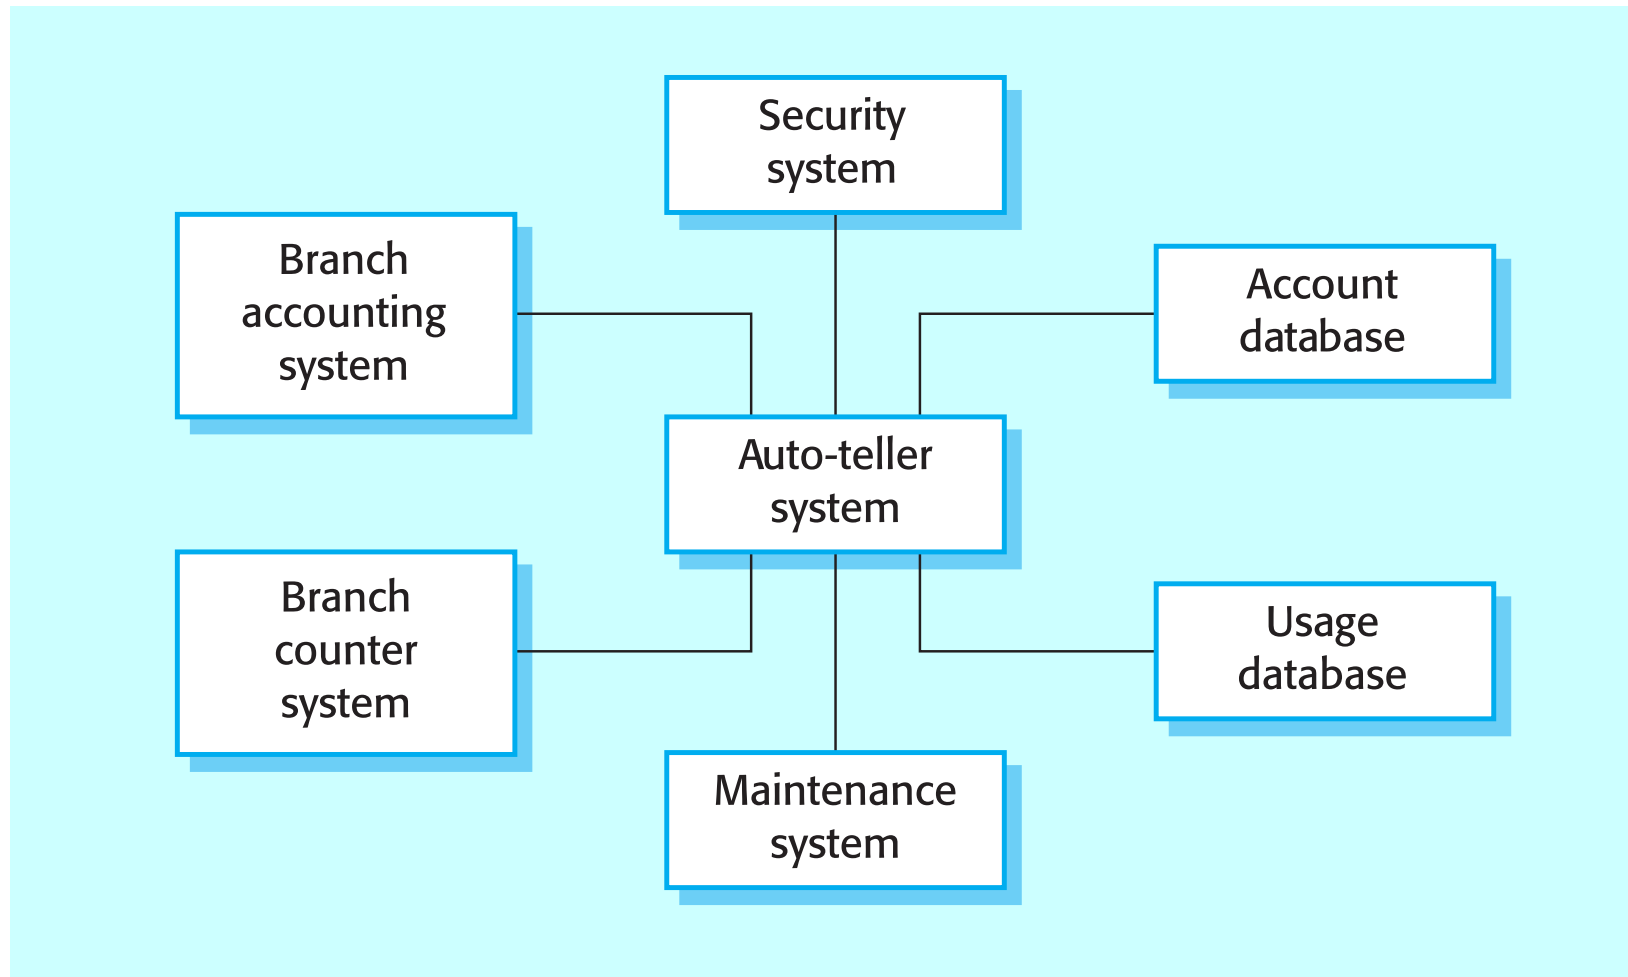 Security
system
Branch
accounting
system
Account
database
Auto-teller
system
Branch
counter
system
Usage
database
Maintenance
system